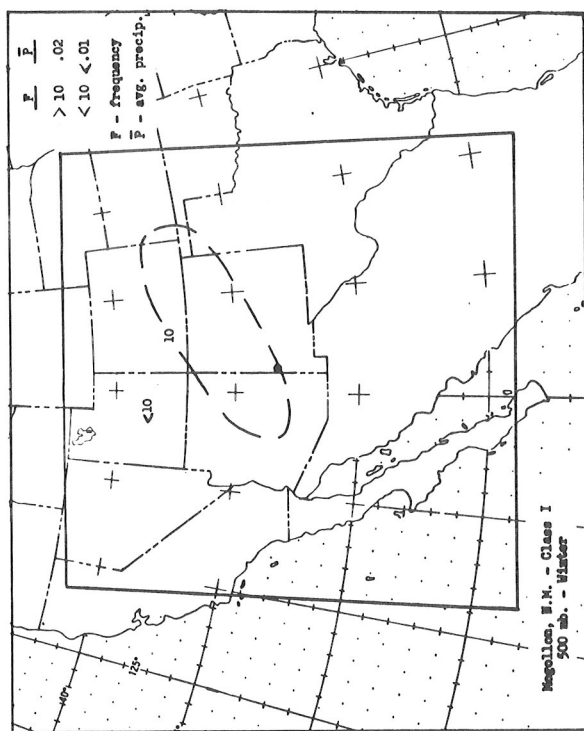 F P̄
> 10 .02
< 10 <.01
F - frequency
P̄ - avg. precip.
10
<10
40°
125°
Mogollon, N.M. - Class I
500 mb. - Winter